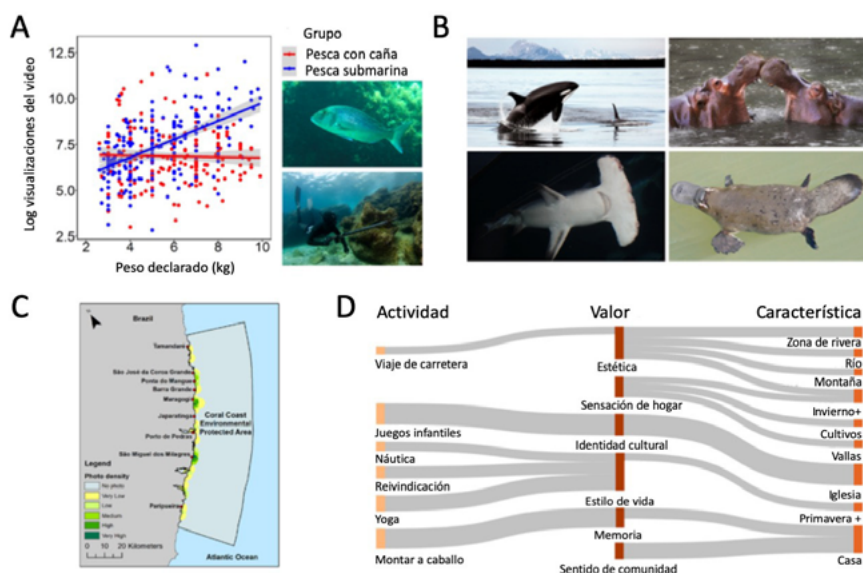 A
Grupo
Pesca con caña
Pesca submarina
Log visualizaciones del video
12.5
10.0
7.5
5.0
2.5
2
4
6
8
10
Peso declarado (kg)
B
C
Brazil
Tamandaré
São José da Coroa Grande
Ponta do Mangue
Barra Grande
Maragogi
Japaratinga
Porto de Pedras
São Miguel dos Milagres
Paripueira
Coral Coast
Environmental
Protected Area
Legend
Photo density
No photo
Very Low
Low
Medium
High
Very High
0 10 20 Kilometers
Atlantic Ocean
D
Actividad
Valor
Característica
Viaje de carretera
Juegos infantiles
Náutica
Reivindicación
Yoga
Montar a caballo
Estética
Sensación de hogar
Identidad cultural
Estilo de vida
Memoria
Sentido de comunidad
Zona de rivera
Río
Montaña
Invierno+
Cultivos
Vallas
Iglesia
Primavera +
Casa